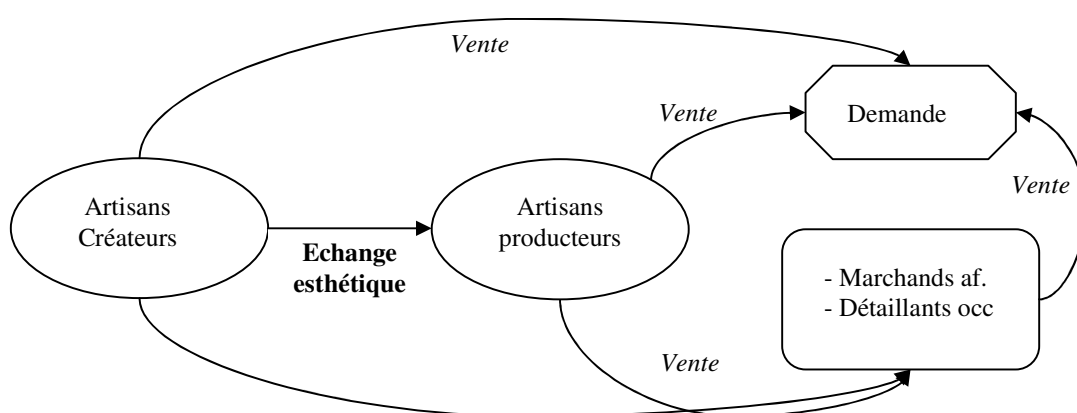 Vente
Vente
Demande
Vente
Artisans
Créateurs
Echange
esthétique
Artisans
producteurs
- Marchands af.
- Détaillants occ
Vente